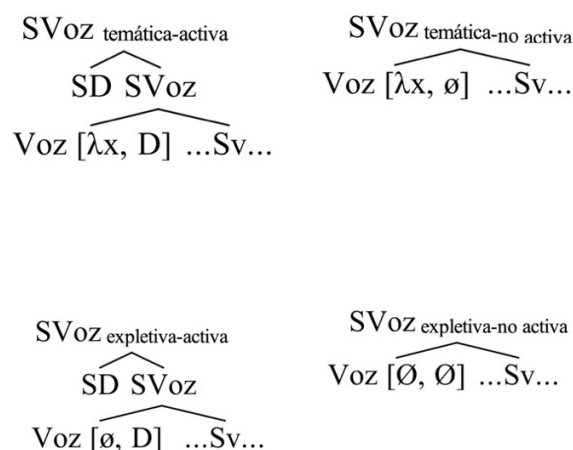 SVoz temática-activa
SD SVoz
Voz [λx, D] ...Sv...
SVoz temática-no activa
Voz [λx, ø] ...Sv...
SVoz expletiva-activa
SD SVoz
Voz [ø, D] ...Sv...
SVoz expletiva-no activa
Voz [Ø, Ø] ...Sv...